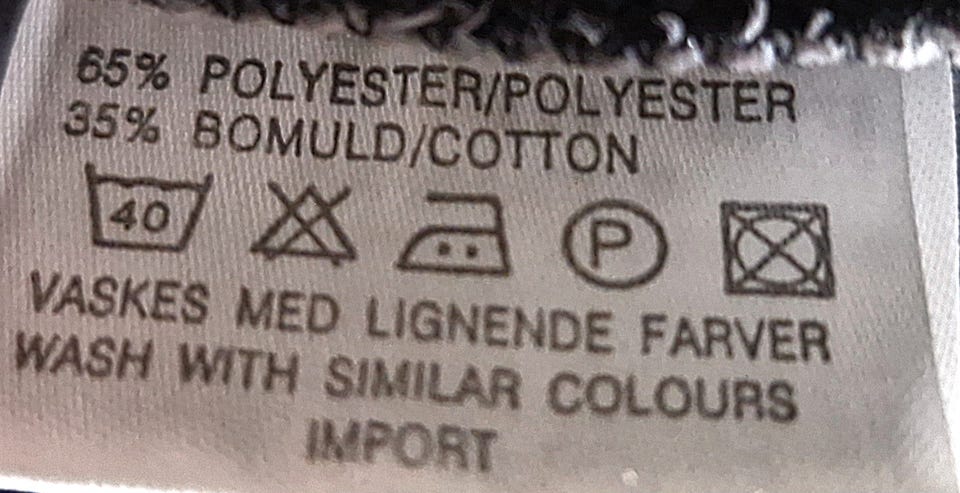 65% POLYESTER/POLYESTER
35% BOMULD/COTTON
40 P
VASKES MED LIGNENDE FARVER
WASH WITH SIMILAR COLOURS
IMPORT